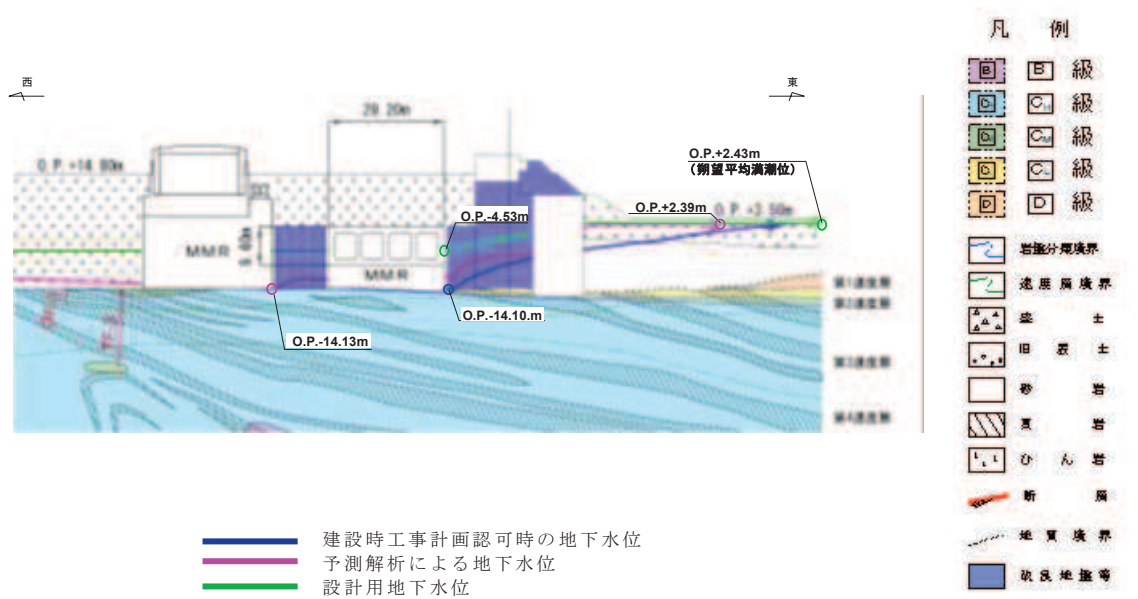 西
東
29.20m
O.P.+14.80m
O.P.+2.43m
(朔望平均満潮位)
O.P.+2.39m
O.P.+2.50m
O.P.-4.53m
MMR
MMR
O.P.-14.10.m
O.P.-14.13m
第1速度層
第2速度層
第3速度層
第4速度層
建設時工事計画認可時の地下水位
予測解析による地下水位
設計用地下水位
凡 例
B B 級
CH 級
CM 級
CL 級
D D 級
岩盤分類境界
速度層境界
盛 土
旧 表 土
砂 岩
頁 岩
ひ ん 岩
断 層
地 質 境 界
改良地盤等